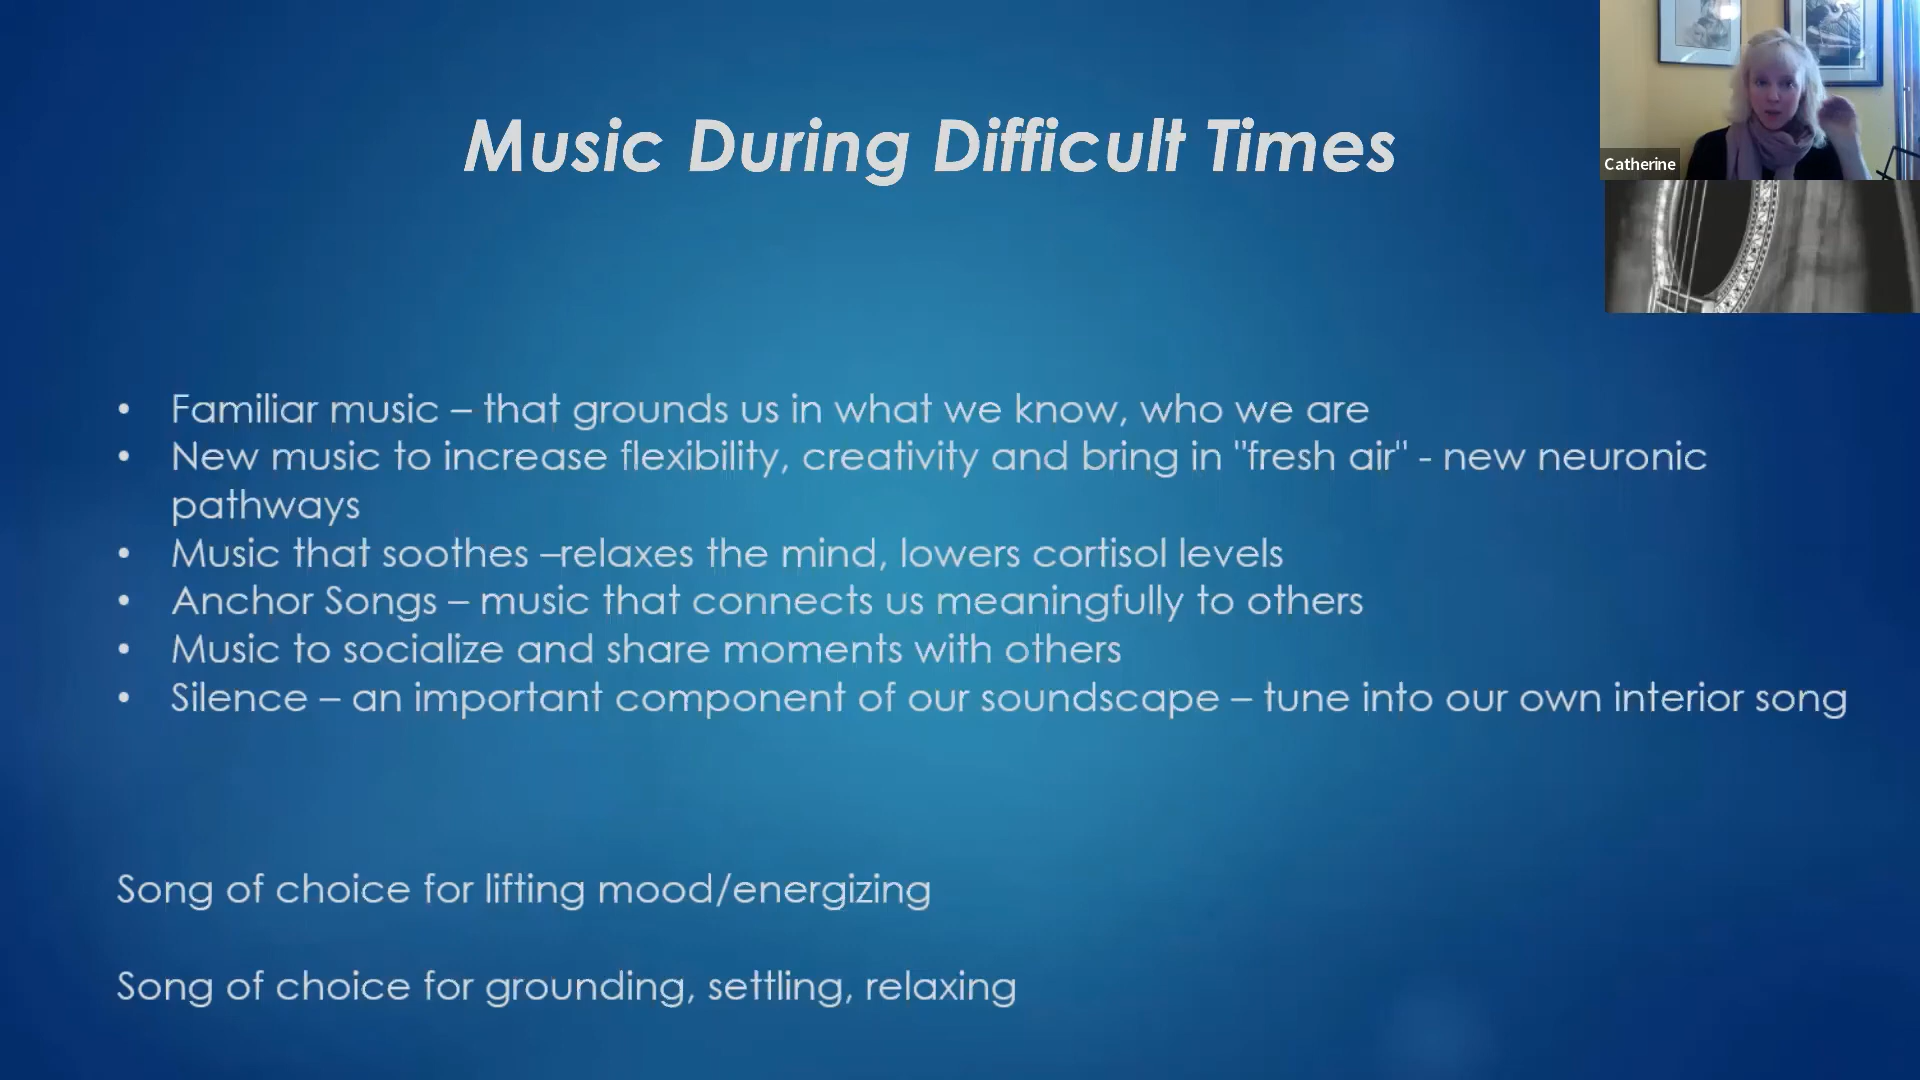 Music During Difficult Times
Catherine
• Familiar music – that grounds us in what we know, who we are
• New music to increase flexibility, creativity and bring in "fresh air" - new neuronic
pathways
• Music that soothes –relaxes the mind, lowers cortisol levels
• Anchor Songs – music that connects us meaningfully to others
• Music to socialize and share moments with others
• Silence – an important component of our soundscape – tune into our own interior song
Song of choice for lifting mood/energizing
Song of choice for grounding, settling, relaxing